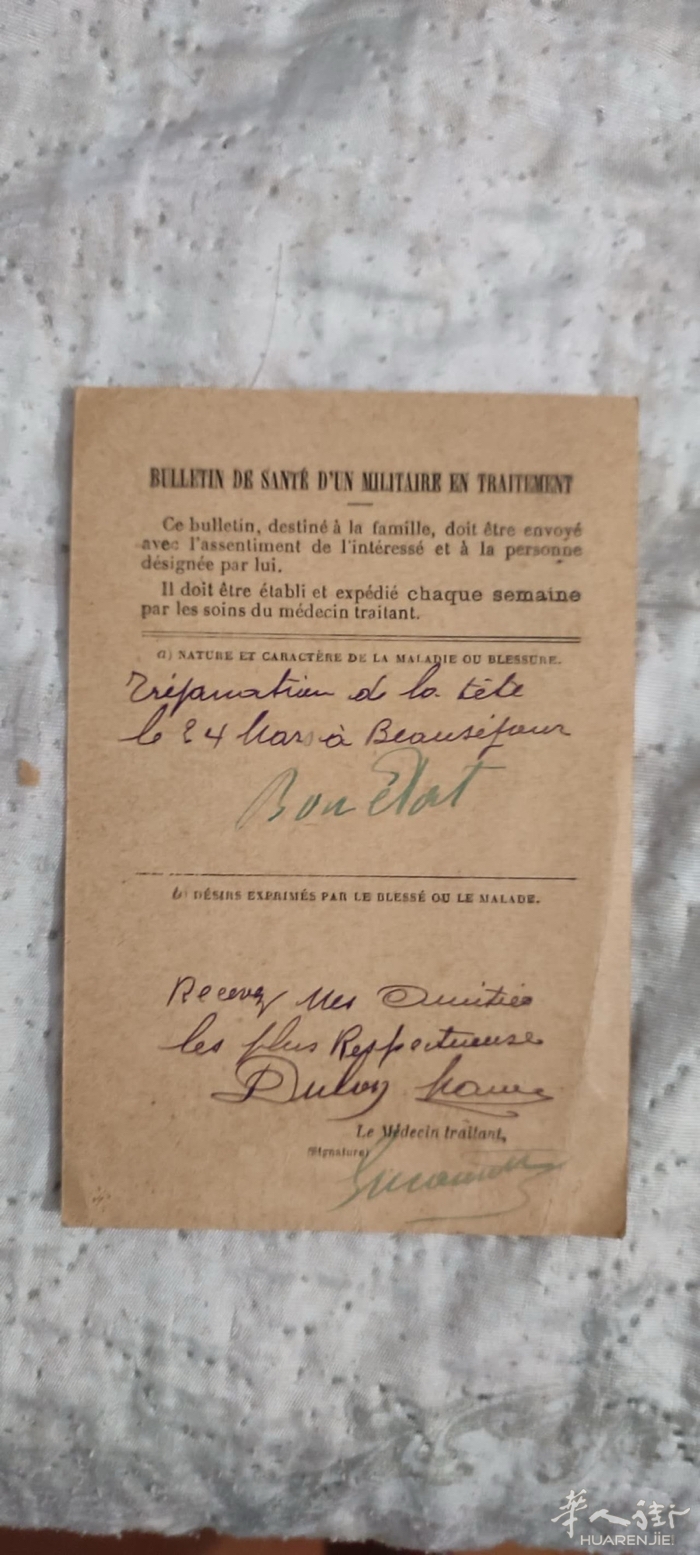 BULLETIN DE SANTÉ D'UN MILITAIRE EN TRAITEMENT
Ce bulletin, destiné à la famille, doit être envoyé
avec l'assentiment de l'intéressé et à la personne
désignée par lui.
Il doit être établi et expédié chaque semaine
par les soins du médecin traitant.
a) NATURE ET CARACTÈRE DE LA MALADIE OU BLESSURE.
Trépanation de la tête
le 24 Mars à Beauséjour
Bon Etat
b) DÉSIRS EXPRIMÉS PAR LE BLESSÉ OU LE MALADE.
Recevez mes Amitiés
les plus Respectueuse
Le Médecin traitant,
(Signature)
華人街
HUARENJIE